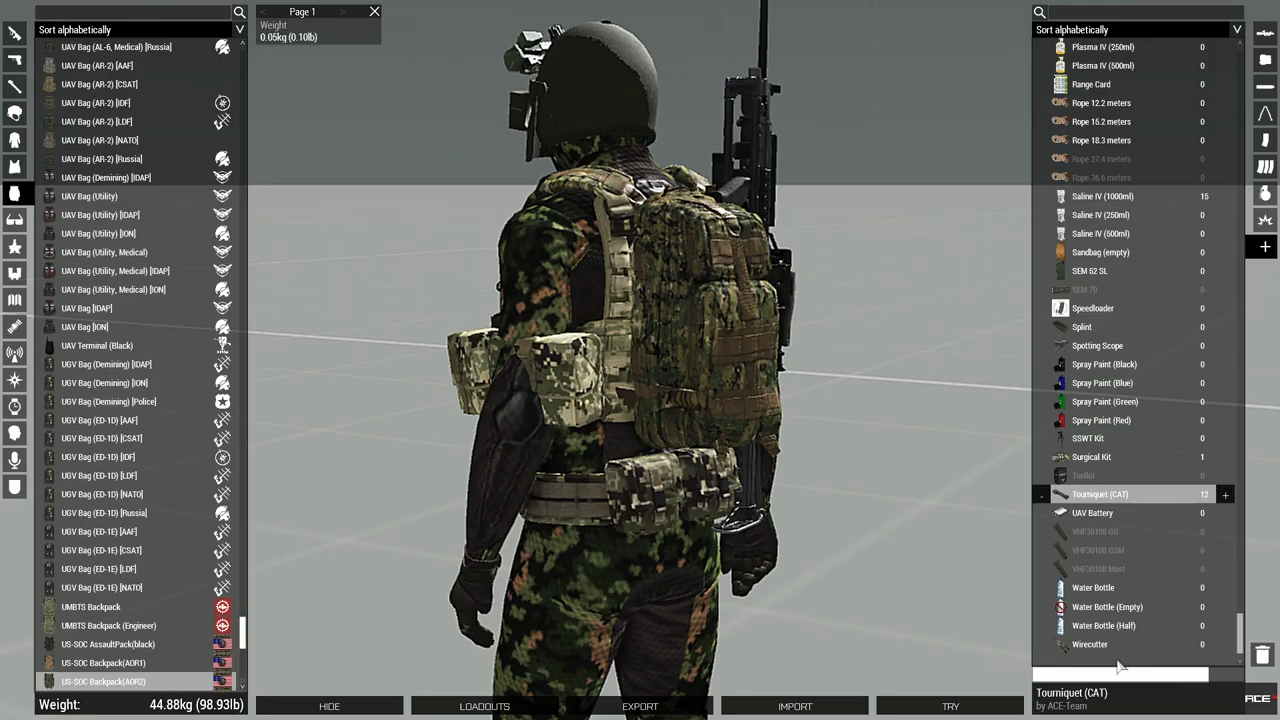 Sort alphabetically
UAV Bag (AL-6, Medical) [Russia]
UAV Bag (AR-2) [AAF]
UAV Bag (AR-2) [CSAT]
UAV Bag (AR-2) [IDF]
UAV Bag (AR-2) [LDF]
UAV Bag (AR-2) [NATO]
UAV Bag (AR-2) [Russia]
UAV Bag (Demining) [IDAP]
UAV Bag (Utility)
UAV Bag (Utility) [IDAP]
UAV Bag (Utility) [ION]
UAV Bag (Utility, Medical)
UAV Bag (Utility, Medical) [IDAP]
UAV Bag (Utility, Medical) [ION]
UAV Bag [IDAP]
UAV Bag [ION]
UAV Terminal (Black)
UGV Bag (Demining) [IDAP]
UGV Bag (Demining) [ION]
UGV Bag (Demining) [Police]
UGV Bag (ED-1D) [AAF]
UGV Bag (ED-1D) [CSAT]
UGV Bag (ED-1D) [IDF]
UGV Bag (ED-1D) [LDF]
UGV Bag (ED-1D) [NATO]
UGV Bag (ED-1D) [Russia]
UGV Bag (ED-1E) [AAF]
UGV Bag (ED-1E) [CSAT]
UGV Bag (ED-1E) [LDF]
UGV Bag (ED-1E) [NATO]
UMBTS Backpack
UMBTS Backpack (Engineer)
US-SOC AssaultPack(black)
US-SOC Backpack(AOR1)
US-SOC Backpack(AOR2)
Weight: 44.88kg (98.93lb)
< Page 1 >
Weight
0.05kg (0.10lb)
HIDE
LOADOUTS
EXPORT
IMPORT
TRY
Sort alphabetically
Plasma IV (250ml) 0
Plasma IV (500ml) 0
Range Card 0
Rope 12.2 meters 0
Rope 15.2 meters 0
Rope 18.3 meters 0
Rope 27.4 meters 0
Rope 36.6 meters 0
Saline IV (1000ml) 15
Saline IV (250ml) 0
Saline IV (500ml) 0
Sandbag (empty) 0
SEM 52 SL 0
SEM 70 0
Speedloader 0
Splint 0
Spotting Scope 0
Spray Paint (Black) 0
Spray Paint (Blue) 0
Spray Paint (Green) 0
Spray Paint (Red) 0
SSWT Kit 0
Surgical Kit 1
Toolkit 0
- Tourniquet (CAT) 12 +
UAV Battery 0
VHF30108 GS 0
VHF30108 GSM 0
VHF30108 Mast 0
Water Bottle 0
Water Bottle (Empty) 0
Water Bottle (Half) 0
Wirecutter 0
Tourniquet (CAT)
by ACE-Team
ACE